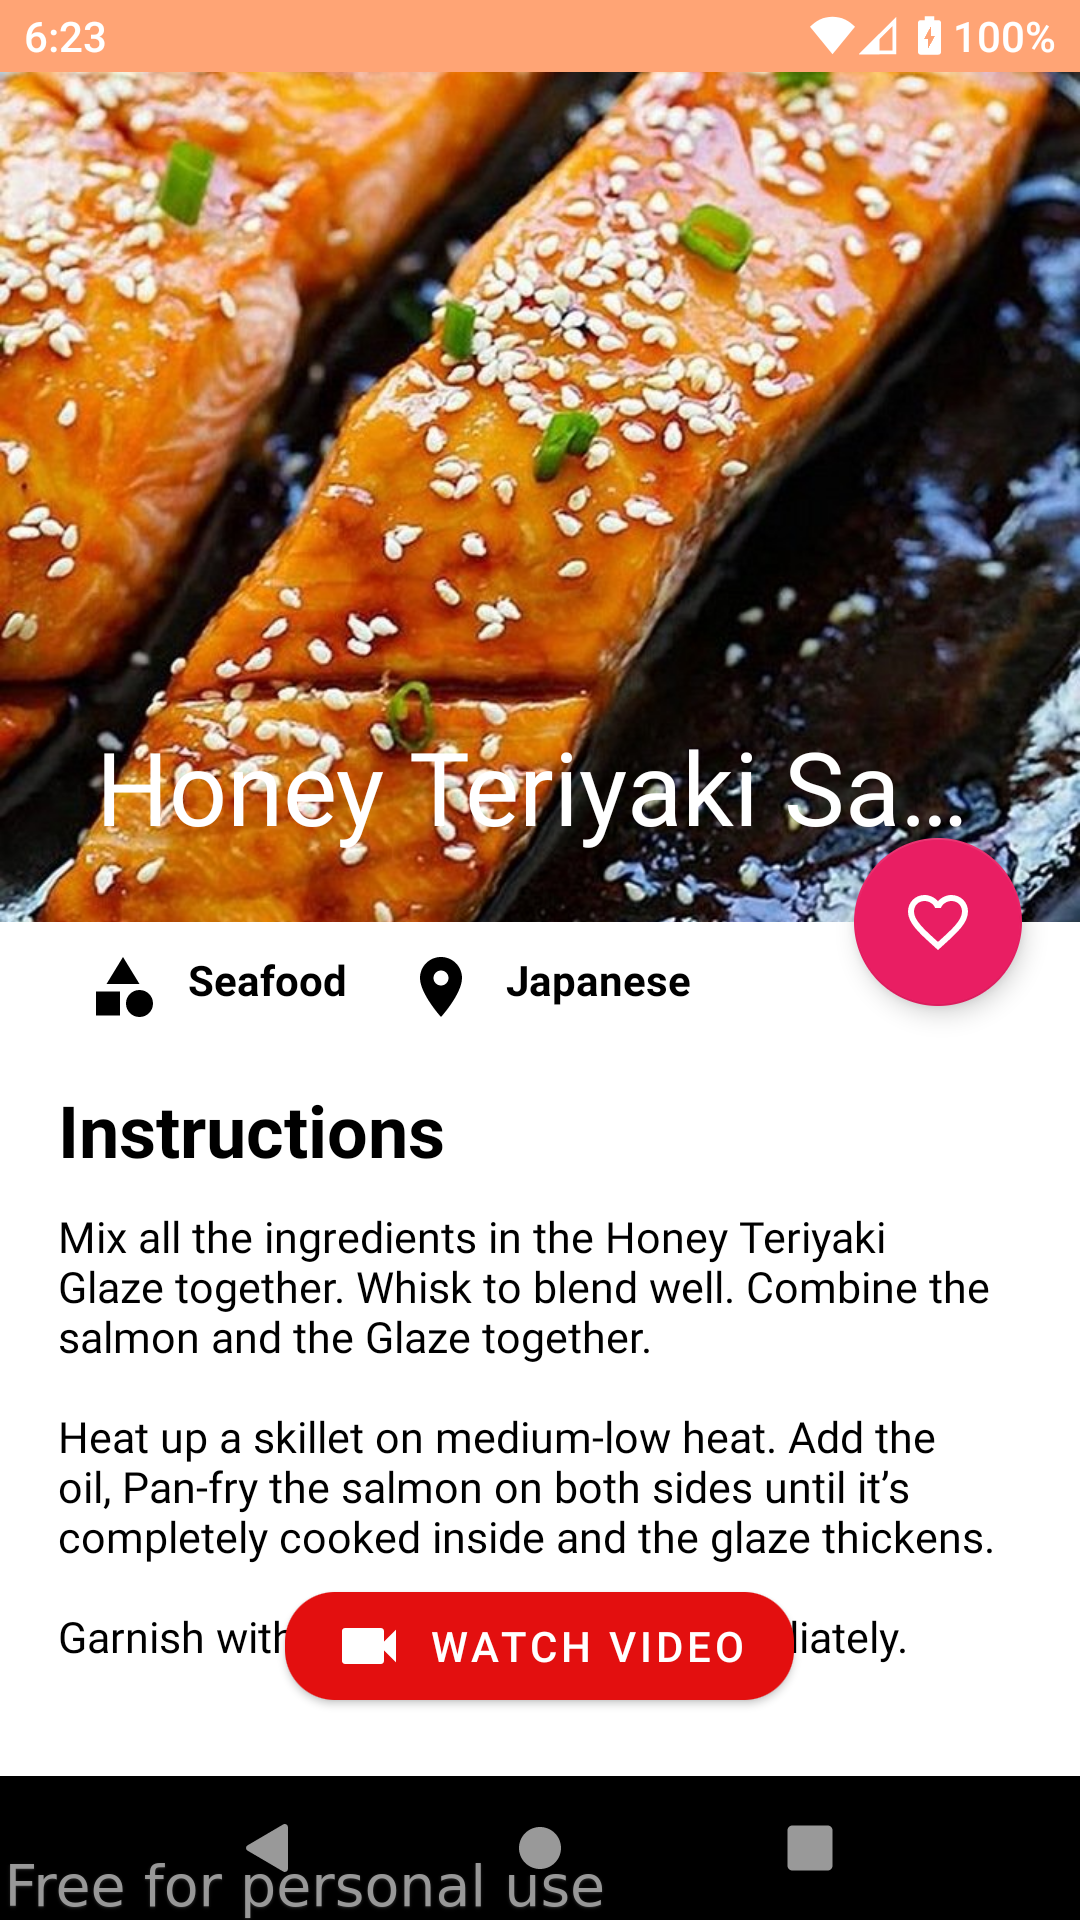 6:23
100%
Honey Teriyaki Sa...
Seafood
Japanese
Instructions
Mix all the ingredients in the Honey Teriyaki
Glaze together. Whisk to blend well. Combine the
salmon and the Glaze together.
Heat up a skillet on medium-low heat. Add the
oil, Pan-fry the salmon on both sides until it’s
completely cooked inside and the glaze thickens.
Garnish with
WATCH VIDEO
Free for personal use